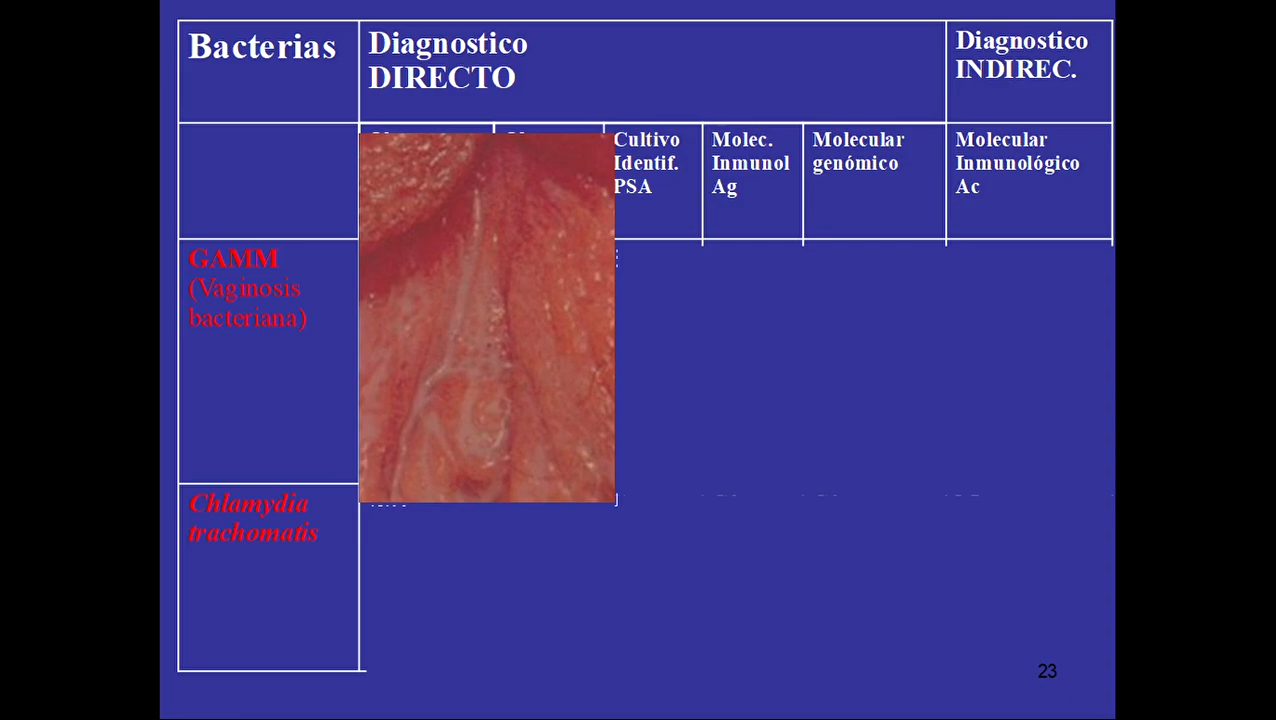 Bacterias
Diagnostico
DIRECTO
Diagnostico
INDIREC.
Cultivo
Identif.
PSA
Molec.
Inmunol
Ag
Molecular
genómico
Molecular
Inmunológico
Ac
GAMM
(Vaginosis
bacteriana)
Chlamydia
trachomatis
23